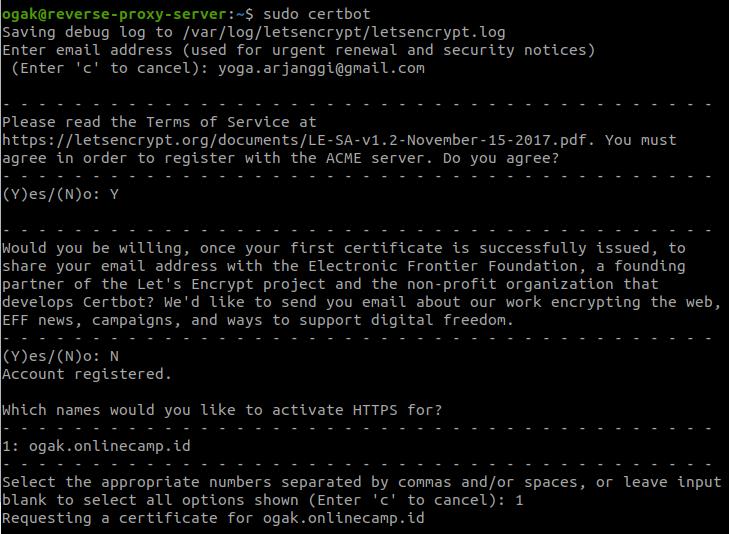 ogak@reverse-proxy-server:~$ sudo certbot
Saving debug log to /var/log/letsencrypt/letsencrypt.log
Enter email address (used for urgent renewal and security notices)
 (Enter 'c' to cancel): yoga.arjanggi@gmail.com

- - - - - - - - - - - - - - - - - - - - - - - - - - - - - - - - - - - - - - - -
Please read the Terms of Service at
https://letsencrypt.org/documents/LE-SA-v1.2-November-15-2017.pdf. You must
agree in order to register with the ACME server. Do you agree?
- - - - - - - - - - - - - - - - - - - - - - - - - - - - - - - - - - - - - - - -
(Y)es/(N)o: Y

- - - - - - - - - - - - - - - - - - - - - - - - - - - - - - - - - - - - - - - -
Would you be willing, once your first certificate is successfully issued, to
share your email address with the Electronic Frontier Foundation, a founding
partner of the Let's Encrypt project and the non-profit organization that
develops Certbot? We'd like to send you email about our work encrypting the web,
EFF news, campaigns, and ways to support digital freedom.
- - - - - - - - - - - - - - - - - - - - - - - - - - - - - - - - - - - - - - - -
(Y)es/(N)o: N
Account registered.

Which names would you like to activate HTTPS for?
- - - - - - - - - - - - - - - - - - - - - - - - - - - - - - - - - - - - - - - -
1: ogak.onlinecamp.id
- - - - - - - - - - - - - - - - - - - - - - - - - - - - - - - - - - - - - - - -
Select the appropriate numbers separated by commas and/or spaces, or leave input
blank to select all options shown (Enter 'c' to cancel): 1
Requesting a certificate for ogak.onlinecamp.id